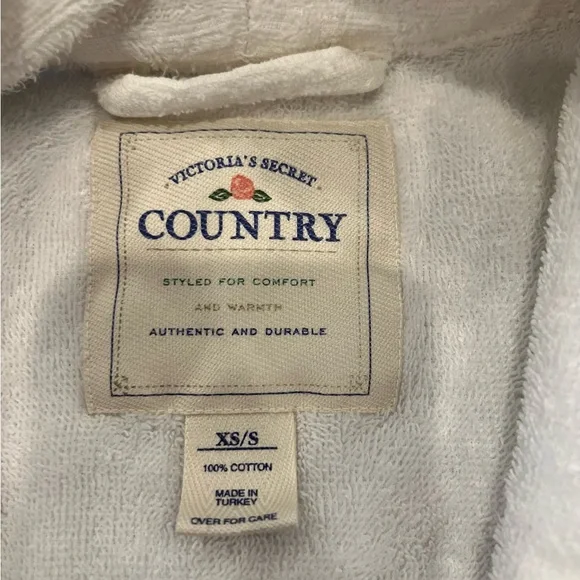 VICTORIA'S SECRET
COUNTRY
STYLED FOR COMFORT
AND WARMTH
AUTHENTIC AND DURABLE
XS/S
100% COTTON
MADE IN
TURKEY
OVER FOR CARE